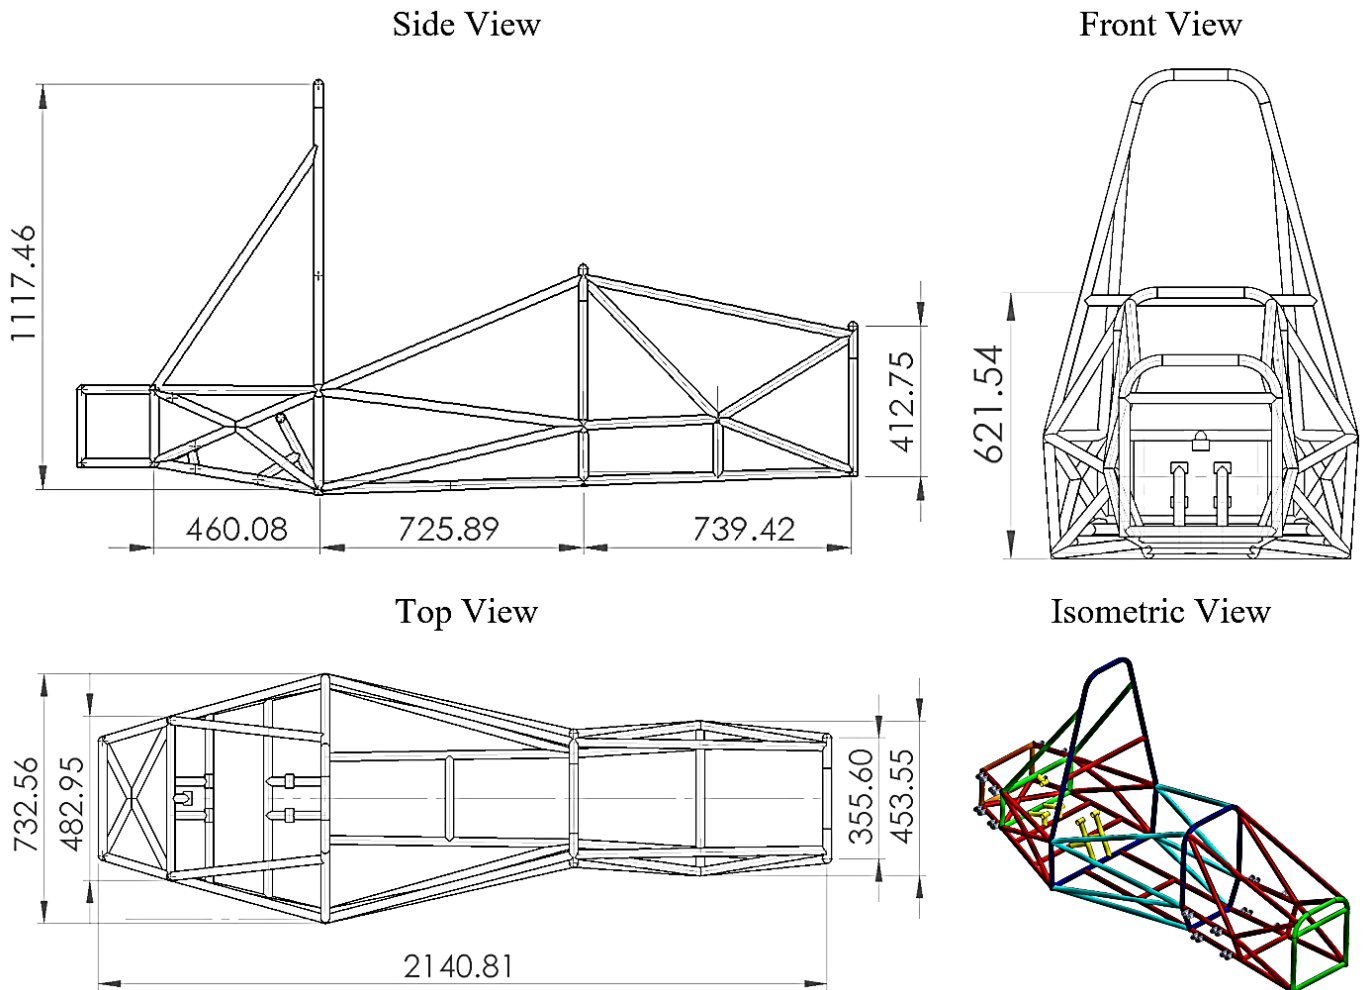 Side View
Front View
1117.46
412.75
621.54
460.08
725.89
739.42
Top View
Isometric View
732.56
482.95
355.60
453.55
2140.81